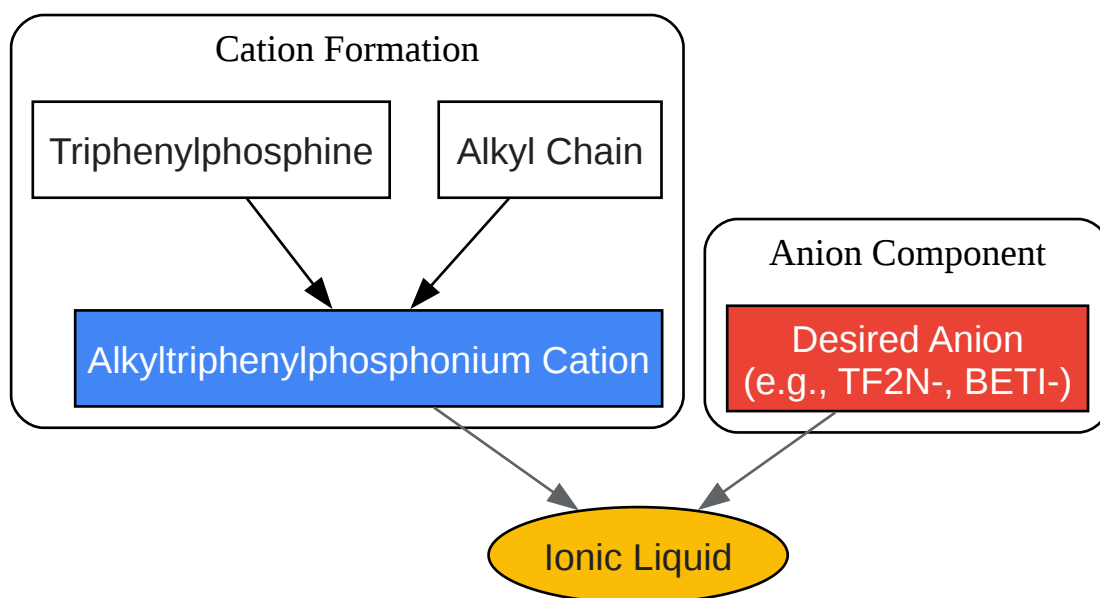 Cation Formation
Triphenylphosphine
Alkyl Chain
Alkyltriphenylphosphonium Cation
Anion Component
Desired Anion
(e.g., TF2N-, BETI-)
Ionic Liquid